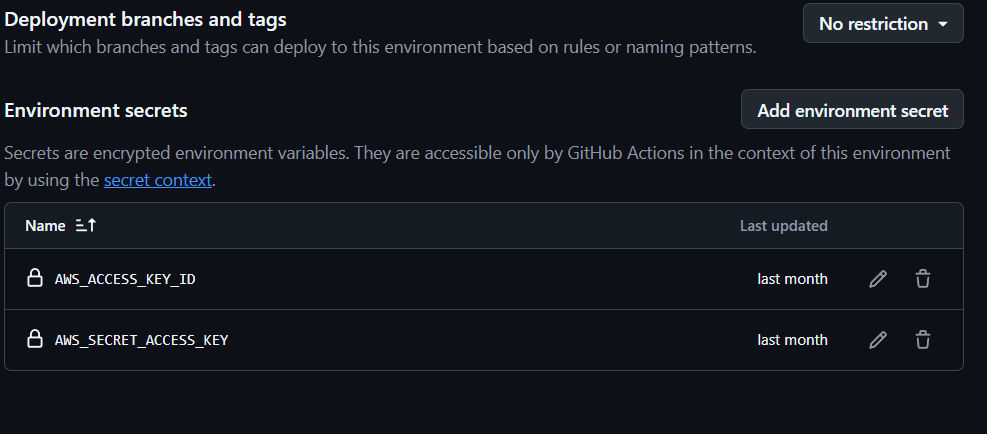 Deployment branches and tags
No restriction
Limit which branches and tags can deploy to this environment based on rules or naming patterns.
Environment secrets
Add environment secret
Secrets are encrypted environment variables. They are accessible only by GitHub Actions in the context of this environment
by using the secret context.
Name
Last updated
AWS_ACCESS_KEY_ID
last month
AWS_SECRET_ACCESS_KEY
last month